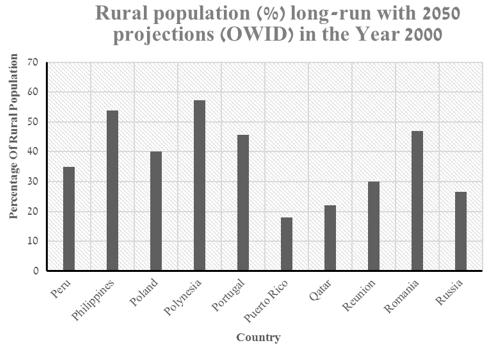 Rural population (%) long-run with 2050
projections (OWID) in the Year 2000
Percentage Of Rural Population
70
60
50
40
30
20
10
0
Peru
Philippines
Poland
Polynesia
Portugal
Puerto Rico
Qatar
Reunion
Romania
Russia
Country